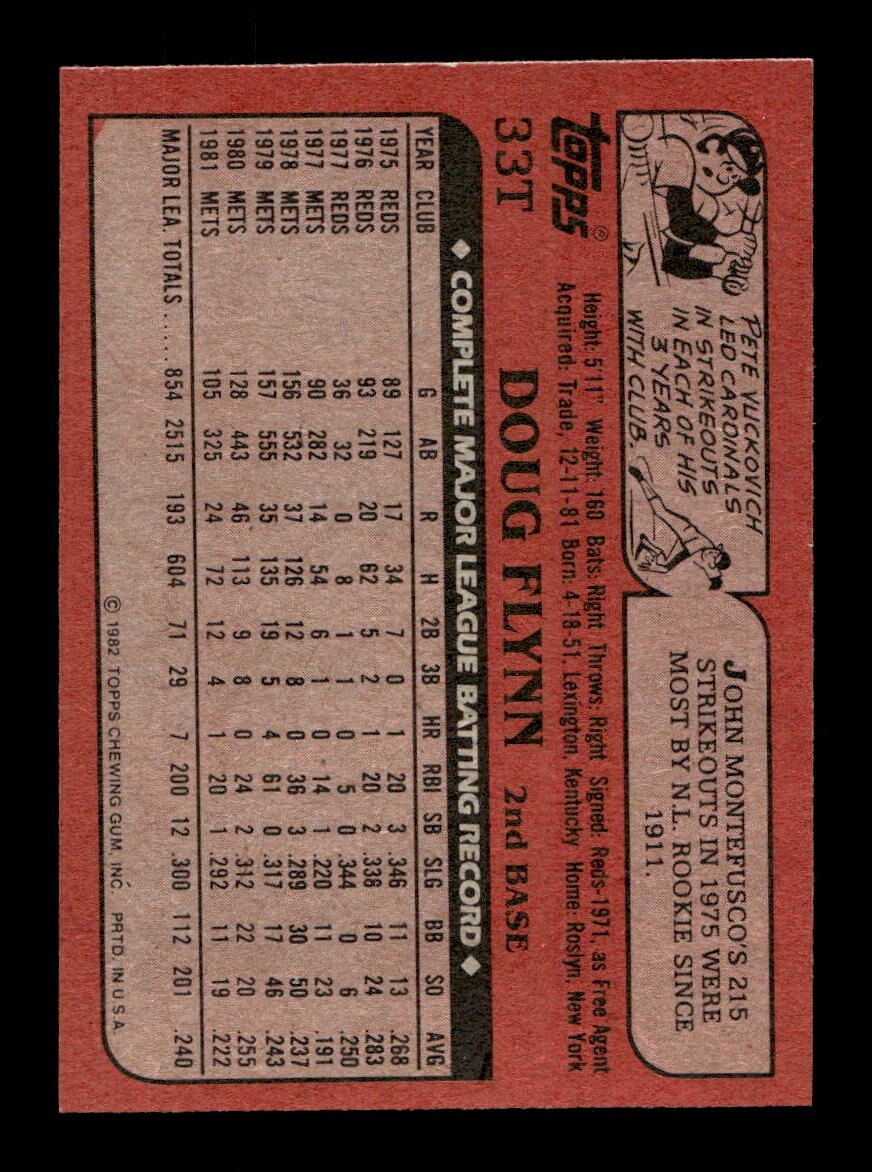 PETE VUCKOVICH
LED CARDINALS
IN STRIKEOUTS
IN EACH OF HIS
3 YEARS
WITH CLUB.
JOHN MONTEFUSCO'S 215
STRIKEOUTS IN 1975 WERE
MOST BY N.L. ROOKIE SINCE
1911.
topps®
33T DOUG FLYNN 2nd BASE
Height: 5'11" Weight: 160 Bats: Right Throws: Right Signed: Reds-1971, as Free Agent
Acquired: Trade, 12-11-81 Born: 4-18-51, Lexington, Kentucky Home: Roslyn, New York
◆ COMPLETE MAJOR LEAGUE BATTING RECORD ◆
YEAR CLUB G AB R H 2B 3B HR RBI SB SLG BB SO AVG
1975 REDS 89 127 17 34 7 0 1 20 3 .346 11 13 .268
1976 REDS 93 219 20 62 5 2 1 20 2 .338 10 24 .283
1977 REDS 36 32 0 8 1 1 0 5 0 .344 0 6 .250
1977 METS 90 282 14 54 6 1 0 14 1 .220 11 23 .191
1978 METS 156 532 37 126 12 8 0 36 3 .289 30 50 .237
1979 METS 157 555 35 135 19 5 4 61 0 .317 17 46 .243
1980 METS 128 443 46 113 9 8 0 24 2 .312 22 20 .255
1981 METS 105 325 24 72 12 4 1 20 1 .292 11 19 .222
MAJOR LEA. TOTALS ..... 854 2515 193 604 71 29 7 200 12 .300 112 201 .240
© 1982 TOPPS CHEWING GUM, INC. PRTD. IN U.S.A.